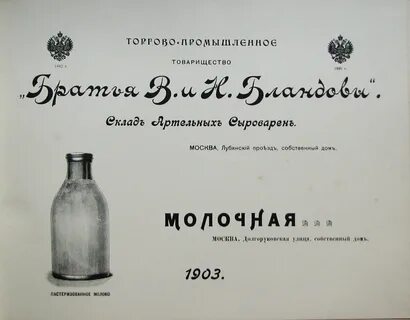 ТОРГОВО-ПРОМЫШЛЕННОЕ
ТОВАРИЩЕСТВО
„Братья В. и Н. Бландовы“.
Складъ Артельныхъ Сыроваренъ.
МОСКВА, Лубянскій проѣздъ, собственный домъ.
МОЛОЧНАЯ
МОСКВА, Долгоруковская улица, собственный домъ.
1903.
ПАСТЕРИЗОВАННОЕ МОЛОКО